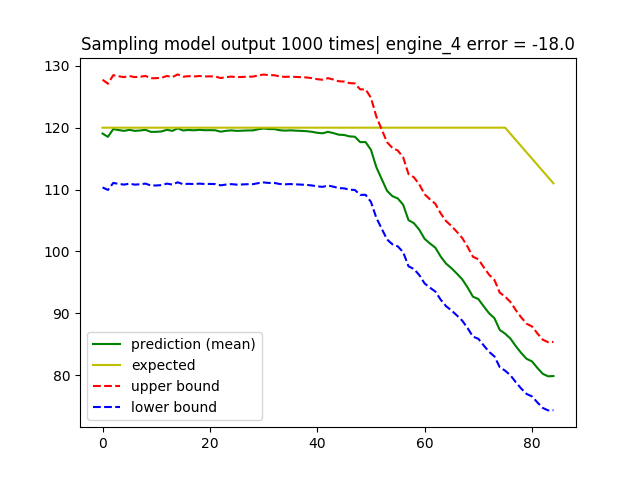 Sampling model output 1000 times| engine_4 error = -18.0
130
120
110
100
90
80
prediction (mean)
expected
upper bound
lower bound
0 20 40 60 80